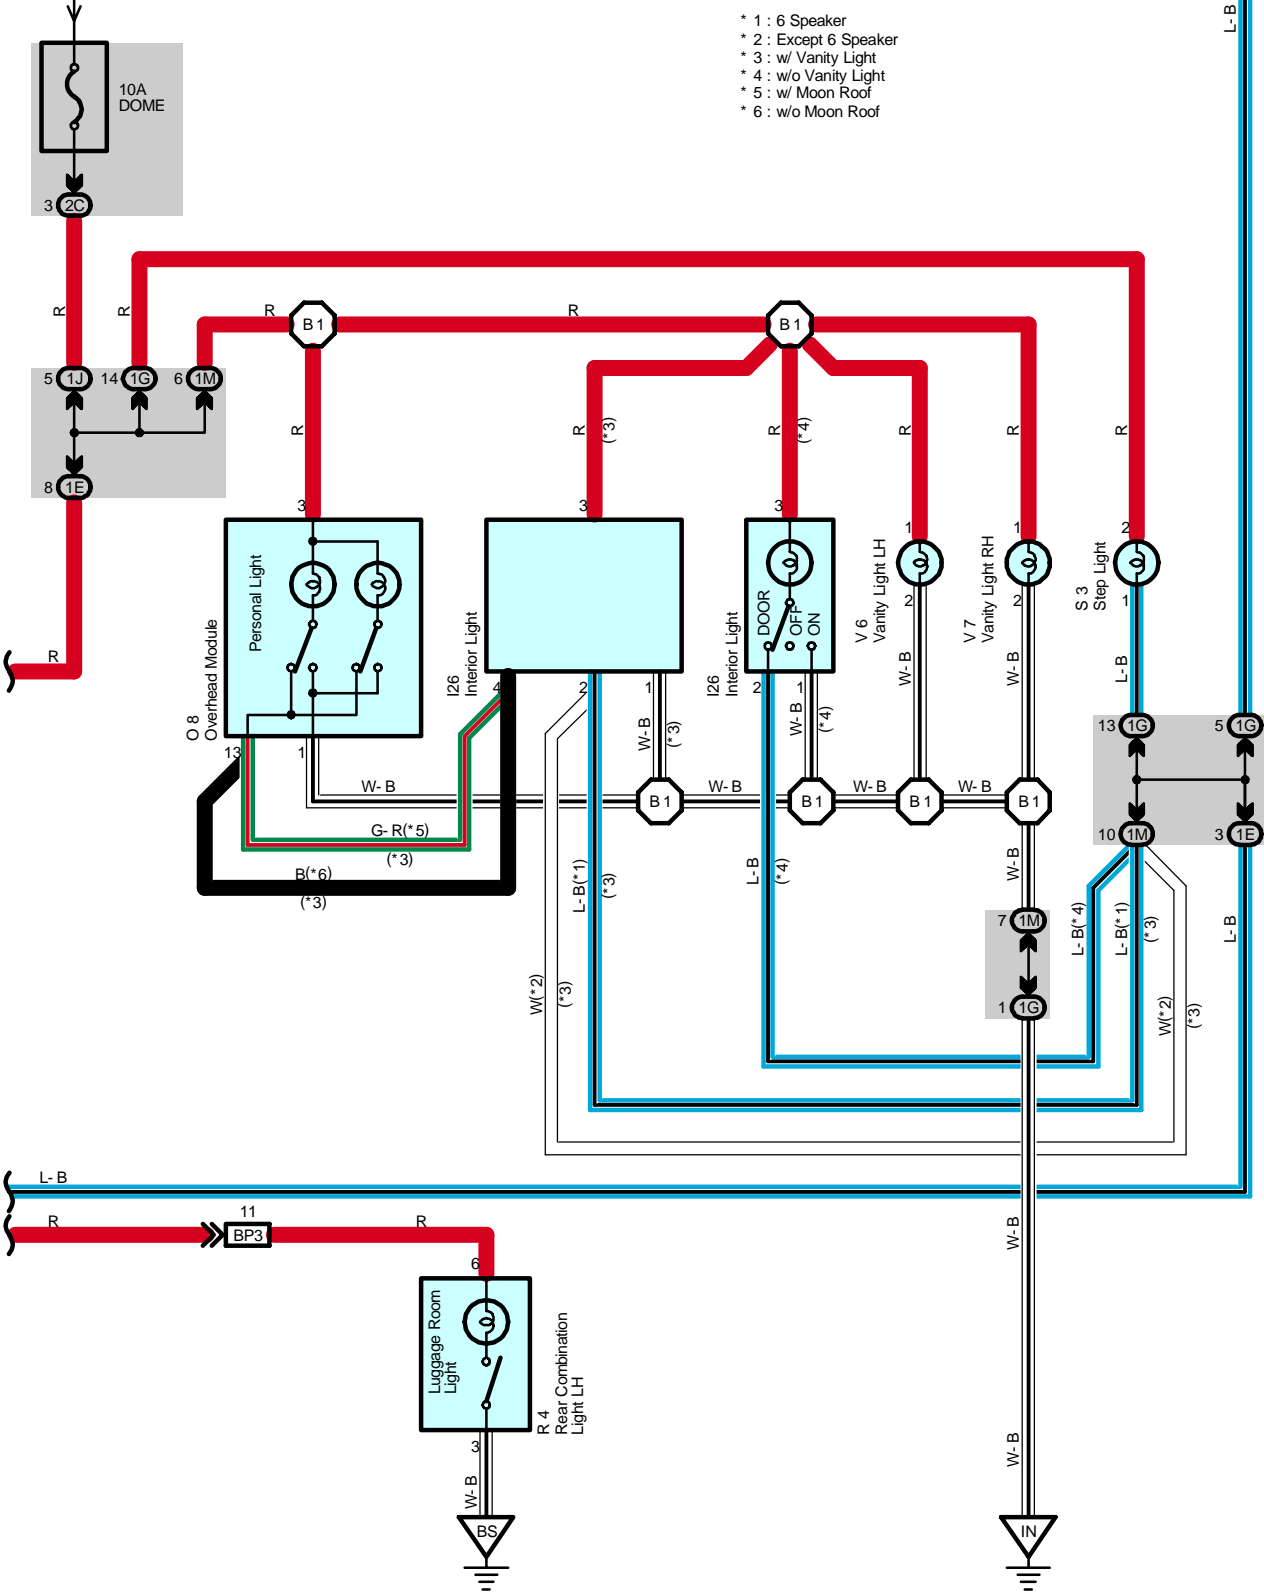 * 1 : 6 Speaker
* 2 : Except 6 Speaker
* 3 : w/ Vanity Light
* 4 : w/o Vanity Light
* 5 : w/ Moon Roof
* 6 : w/o Moon Roof
L- B
10A
DOME
3 2C
R
R
R
B 1
R
B 1
5 1J
14 1G
6 1M
8 1E
R
R
(* 3)
R
(* 4)
R
R
R
3
3
3
1
1
2
Personal Light
O 8
Overhead Module
I26
Interior Light
DOOR
OFF
ON
I26
Interior Light
V 6
Vanity Light LH
V 7
Vanity Light RH
S 3
Step Light
2
2
1
R
13
1
4
2
1
2
1
W- B
(* 3)
W- B
(* 4)
W- B
W- B
L- B
13 1G
5 1G
W- B
B 1
W- B
B 1
W- B
B 1
W- B
B 1
10 1M
3 1E
G- R(* 5)
(* 3)
B(* 6)
(* 3)
L- B(* 1)
(* 3)
L- B
(* 4)
W- B
7 1M
1 1G
L- B(* 4)
L- B(* 1)
(* 3)
L- B
W(* 2)
(* 3)
W(* 2)
(* 3)
L- B
R
11
BP3
R
6
Luggage Room
Light
R 4
Rear Combination
Light LH
3
W- B
BS
W- B
W- B
IN